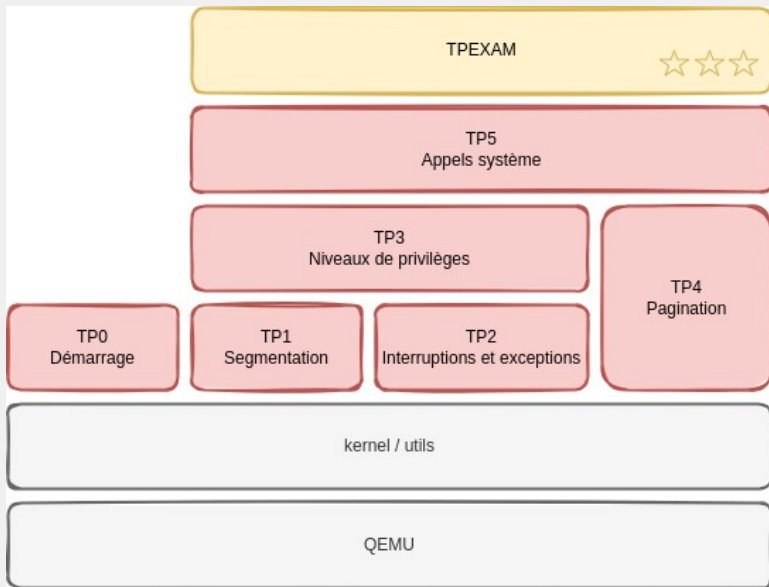 TPEXAM
TP5
Appels système
TP3
Niveaux de privilèges
TP4
Pagination
TP0
Démarrage
TP1
Segmentation
TP2
Interruptions et exceptions
kernel / utils
QEMU